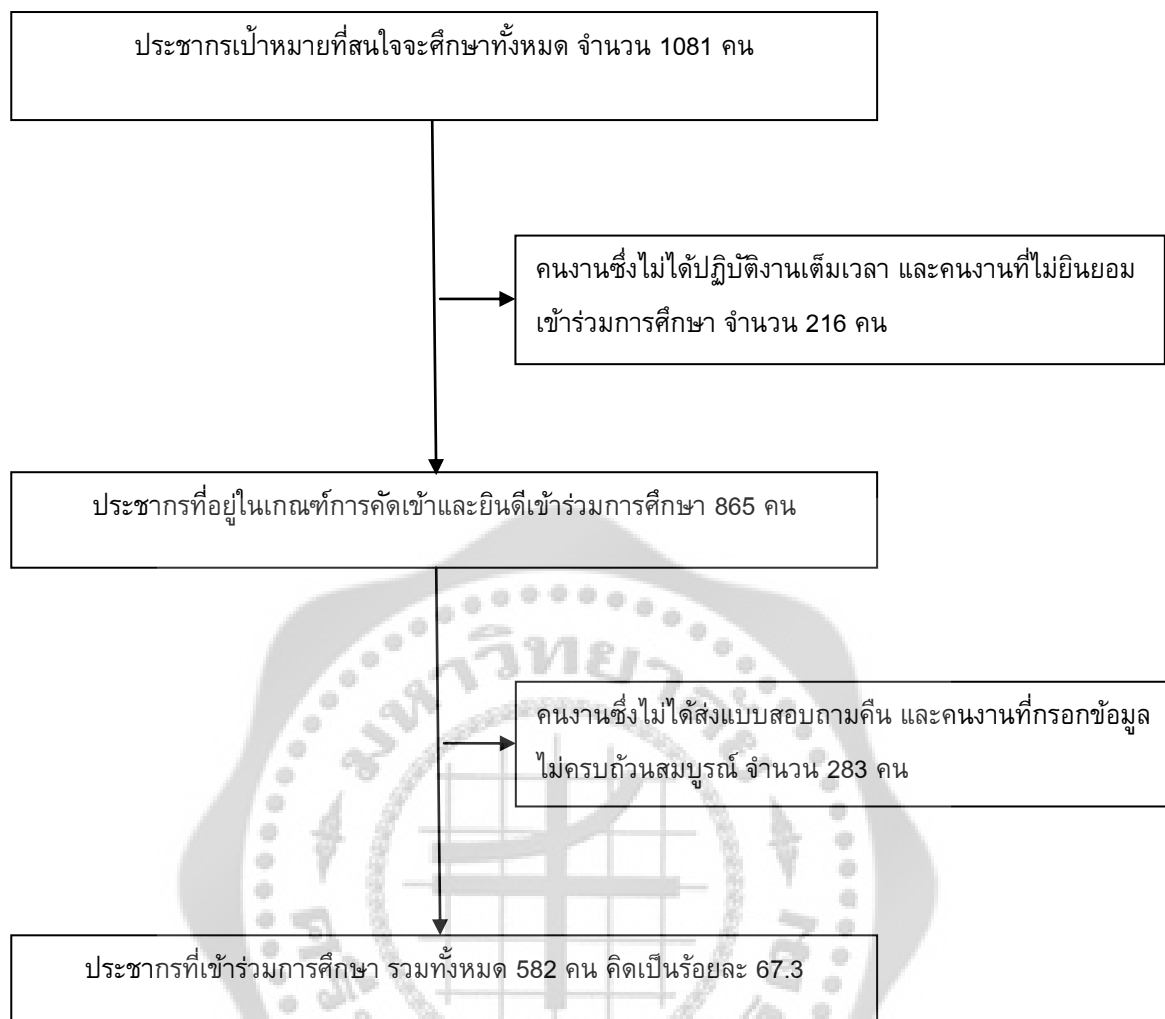 ประชากรเป้าหมายที่สนใจจะศึกษาทั้งหมด จำนวน 1081 คน
คนงานซึ่งไม่ได้ปฏิบัติงานเต็มเวลา และคนงานที่ไม่ยินยอม
เข้าร่วมการศึกษา จำนวน 216 คน
ประชากรที่อยู่ในเกณฑ์การคัดเข้าและยินดีเข้าร่วมการศึกษา 865 คน
มหาวิทยาลัย
คนงานซึ่งไม่ได้ส่งแบบสอบถามคืน และคนงานที่กรอกข้อมูล
ไม่ครบถ้วนสมบูรณ์ จำนวน 283 คน
ประชากรที่เข้าร่วมการศึกษา รวมทั้งหมด 582 คน คิดเป็นร้อยละ 67.3